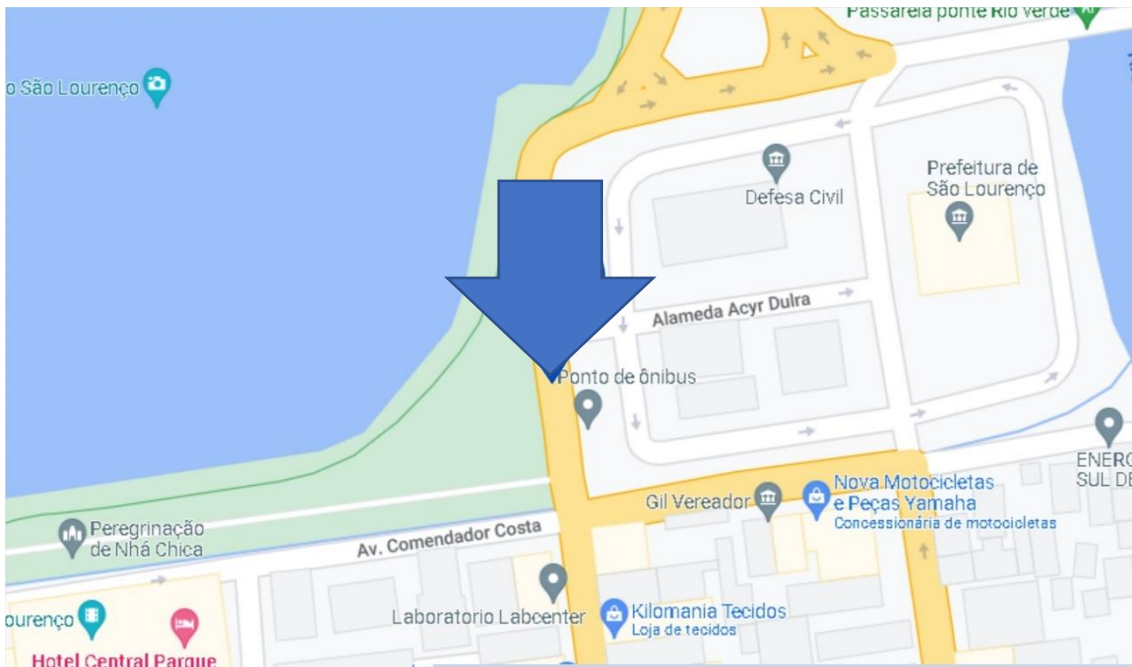 Passarela ponte Rio Verde
o São Lourenço
Defesa Civil
Prefeitura de
São Lourenço
Alameda Acyr Dulra
Ponto de ônibus
ENERG
SUL DE
Gil Vereador
Nova Motocicletas
e Peças Yamaha
Concessionária de motocicletas
Peregrinação
de Nhá Chica
Av. Comendador Costa
Laboratorio Labcenter
Kilomania Tecidos
Loja de tecidos
ourenço
Hotel Central Parque